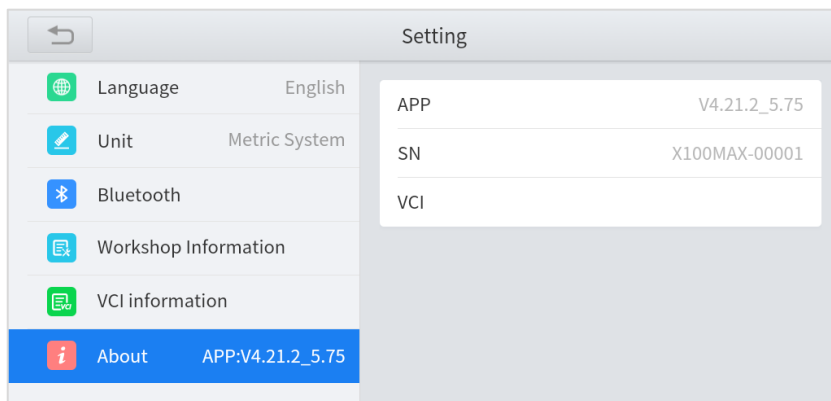 Setting
Language English
Unit Metric System
Bluetooth
Workshop Information
VCI information
About APP:V4.21.2_5.75
APP V4.21.2_5.75
SN X100MAX-00001
VCI